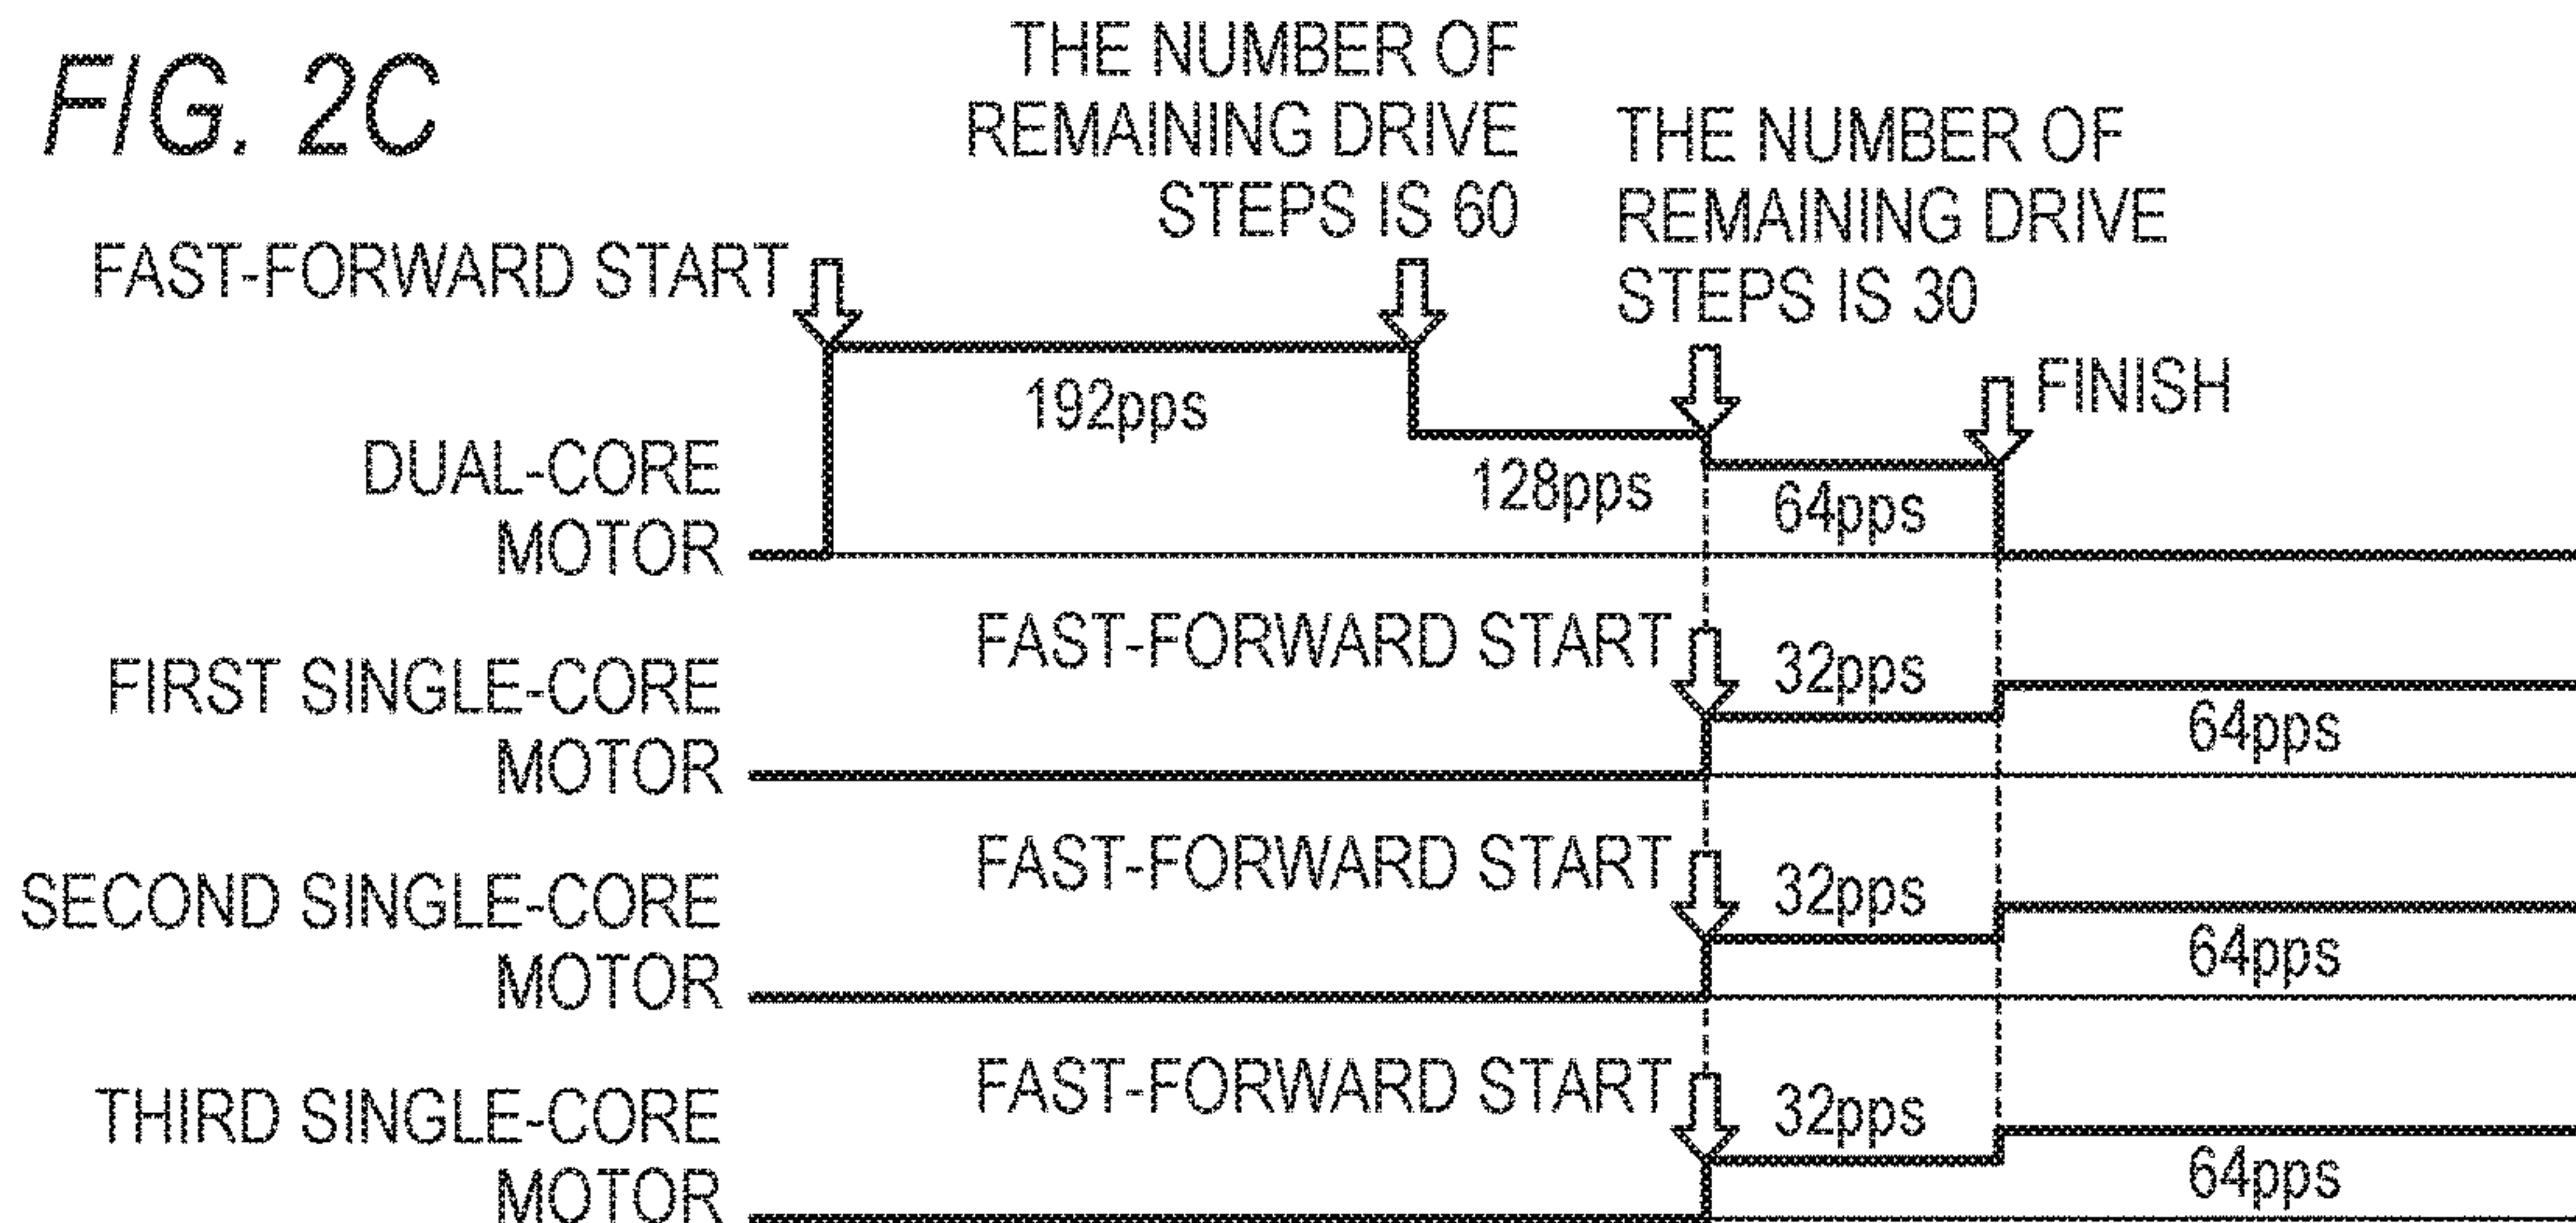 FIG. 2C
THE NUMBER OF
REMAINING DRIVE
STEPS IS 60
THE NUMBER OF
REMAINING DRIVE
STEPS IS 30
FAST-FORWARD START
FINISH
192pps
128pps
64pps
DUAL-CORE
MOTOR
FAST-FORWARD START
32pps
FIRST SINGLE-CORE
MOTOR
64pps
FAST-FORWARD START
32pps
SECOND SINGLE-CORE
MOTOR
64pps
FAST-FORWARD START
32pps
THIRD SINGLE-CORE
MOTOR
64pps